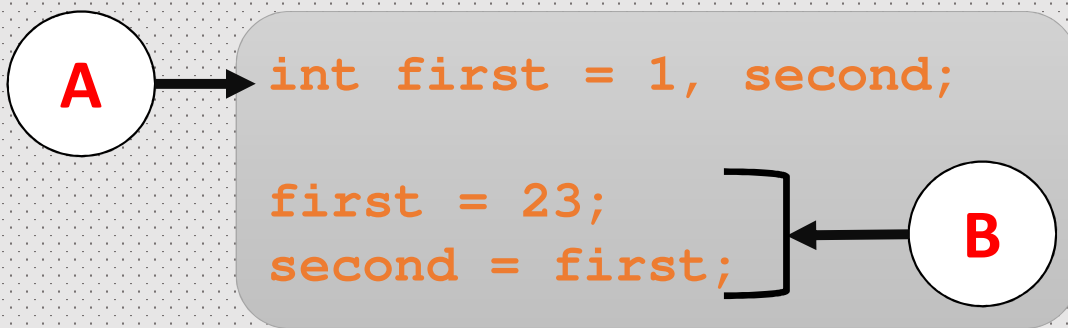 A
int first = 1, second;
first = 23;
second = first;
B